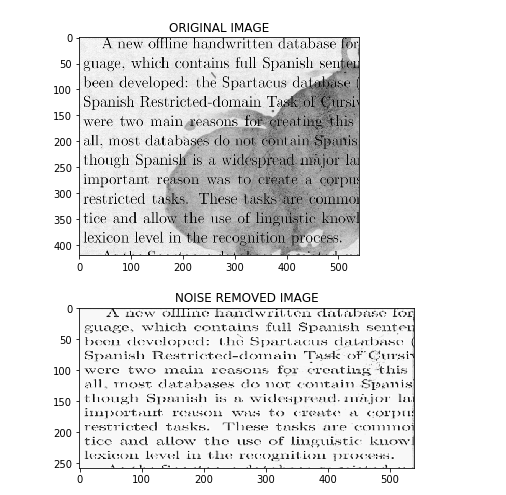 ORIGINAL IMAGE
0
50
100
150
200
250
300
350
400
A new offline handwritten database for
guage, which contains full Spanish senten
been developed: the Spartacus database (
Spanish Restricted-domain Task of Cursiv
were two main reasons for creating this
all, most databases do not contain Spanis
though Spanish is a widespread major lan
important reason was to create a corpus
restricted tasks. These tasks are common
tice and allow the use of linguistic knowl
lexicon level in the recognition process.
0 100 200 300 400 500
NOISE REMOVED IMAGE
0
50
100
150
200
250
A new offline handwritten database for
guage, which contains full Spanish senten
been developed: the Spartacus database (
Spanish Restricted-domain Task of Cursiv
were two main reasons for creating this
all, most databases do not contain Spanis
though Spanish is a widespread major lan
important reason was to create a corpus
restricted tasks. These tasks are common
tice and allow the use of linguistic knowl
lexicon level in the recognition process.
0 100 200 300 400 500